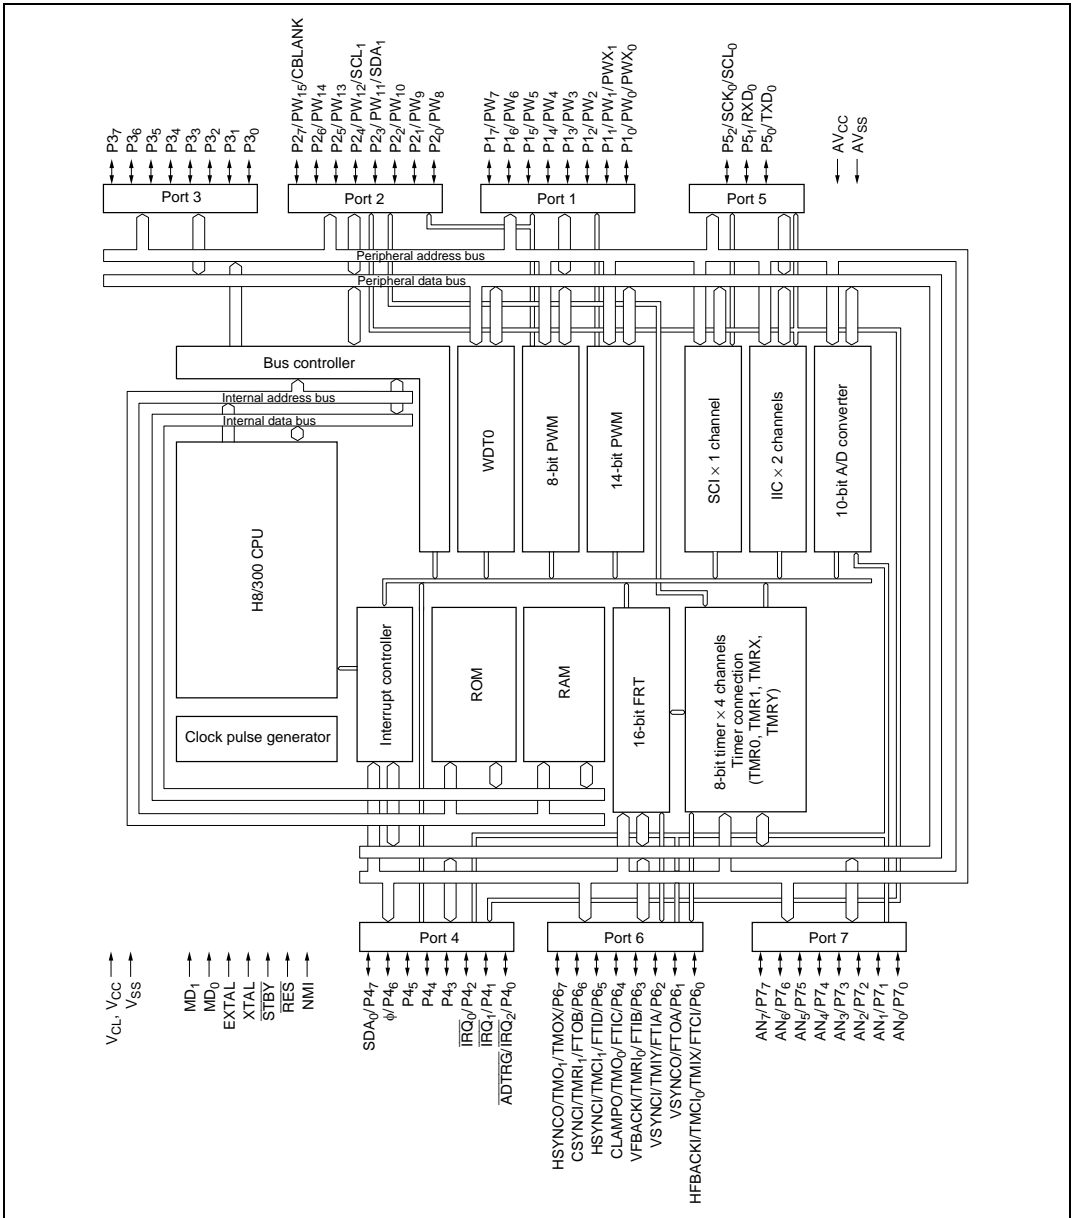 P3₇
P3₆
P3₅
P3₄
P3₃
P3₂
P3₁
P3₀
P2₇/PW₁₅/CBLANK
P2₆/PW₁₄
P2₅/PW₁₃
P2₄/PW₁₂/SCL₁
P2₃/PW₁₁/SDA₁
P2₂/PW₁₀
P2₁/PW₉
P2₀/PW₈
P1₇/PW₇
P1₆/PW₆
P1₅/PW₅
P1₄/PW₄
P1₃/PW₃
P1₂/PW₂
P1₁/PW₁/PWX₁
P1₀/PW₀/PWX₀
P5₂/SCK₀/SCL₀
P5₁/RXD₀
P5₀/TXD₀
AVCC
AVSS
Port 3
Port 2
Port 1
Port 5
Peripheral address bus
Peripheral data bus
Bus controller
Internal address bus
Internal data bus
WDT0
8-bit PWM
14-bit PWM
SCI × 1 channel
IIC × 2 channels
10-bit A/D converter
H8/300 CPU
Clock pulse generator
Interrupt controller
ROM
RAM
16-bit FRT
8-bit timer × 4 channels
Timer connection
(TMR0, TMR1, TMRX,
TMRY)
Port 4
Port 6
Port 7
VCL, VCC
VSS
MD₁
MD₀
EXTAL
XTAL
STBY
RES
NMI
SDA₀/P4₇
ϕ/P4₆
P4₅
P4₄
P4₃
IRQ₀/P4₂
IRQ₁/P4₁
ADTRG/IRQ₂/P4₀
HSYNCO/TMO₁/TMOX/P6₇
CSYNCI/TMRI₁/FTOB/P6₆
HSYNCI/TMCI₁/FTID/P6₅
CLAMPO/TMO₀/FTIC/P6₄
VFBACKI/TMRI₀/FTIB/P6₃
VSYNCI/TMIY/FTIA/P6₂
VSYNCO/FTOA/P6₁
HFBACKI/TMCI₀/TMIX/FTCI/P6₀
AN₇/P7₇
AN₆/P7₆
AN₅/P7₅
AN₄/P7₄
AN₃/P7₃
AN₂/P7₂
AN₁/P7₁
AN₀/P7₀